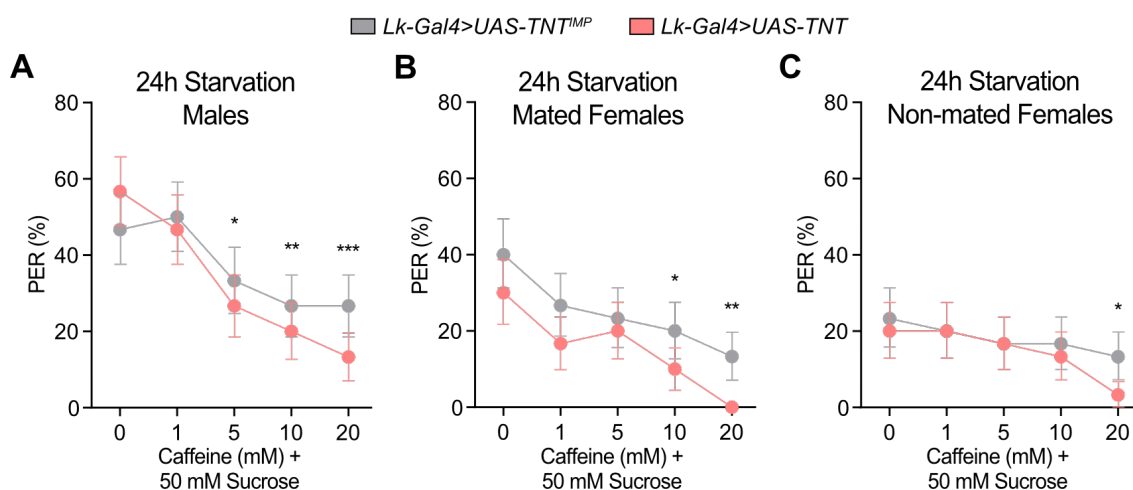 Lk-Gal4>UAS-TNTᴵᴹᴾ Lk-Gal4>UAS-TNT
A
24h Starvation
Males
PER (%)
80
60
40
20
0
*
**
***
0 1 5 10 20
Caffeine (mM) +
50 mM Sucrose
B
24h Starvation
Mated Females
PER (%)
80
60
40
20
0
*
**
0 1 5 10 20
Caffeine (mM) +
50 mM Sucrose
C
24h Starvation
Non-mated Females
PER (%)
80
60
40
20
0
*
0 1 5 10 20
Caffeine (mM) +
50 mM Sucrose